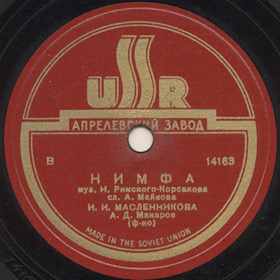 USSR
АПРЕЛЕВСКИЙ ЗАВОД
В 14163
НИМФА
муз. Н. Римского-Корсакова
сл. А. Майкова
И. И. МАСЛЕННИКОВА
А. Д. Макаров
(ф-но)
MADE IN THE SOVIET UNION